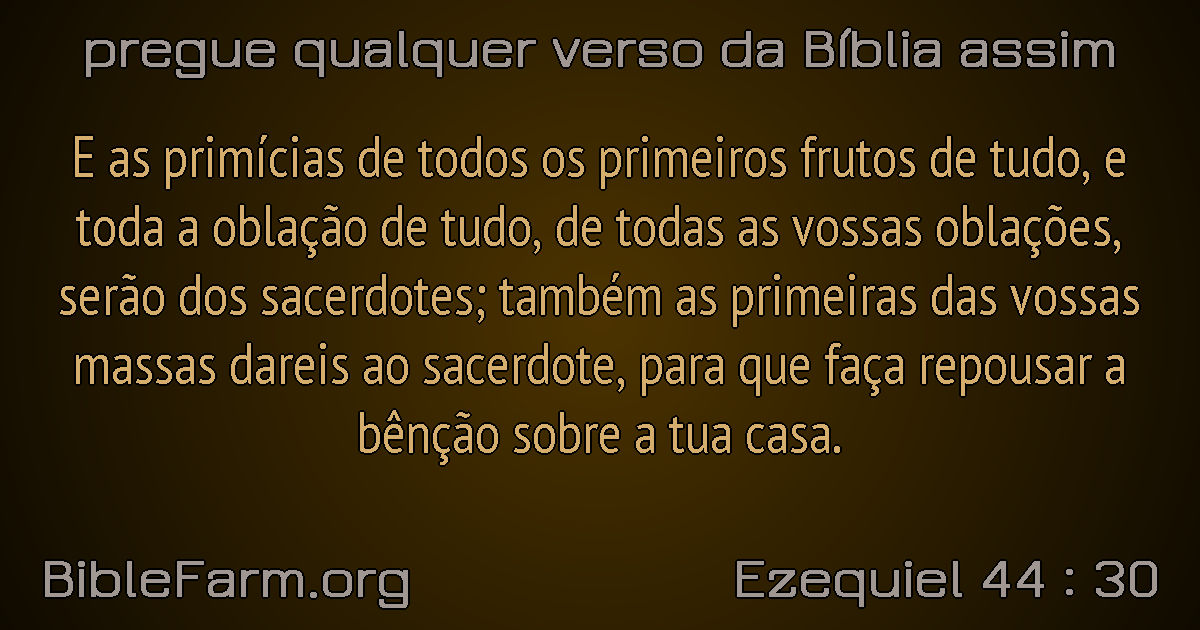 pregue qualquer verso da Bíblia assim
E as primícias de todos os primeiros frutos de tudo, e
toda a oblação de tudo, de todas as vossas oblações,
serão dos sacerdotes; também as primeiras das vossas
massas dareis ao sacerdote, para que faça repousar a
bênção sobre a tua casa.
BibleFarm.org
Ezequiel 44 : 30